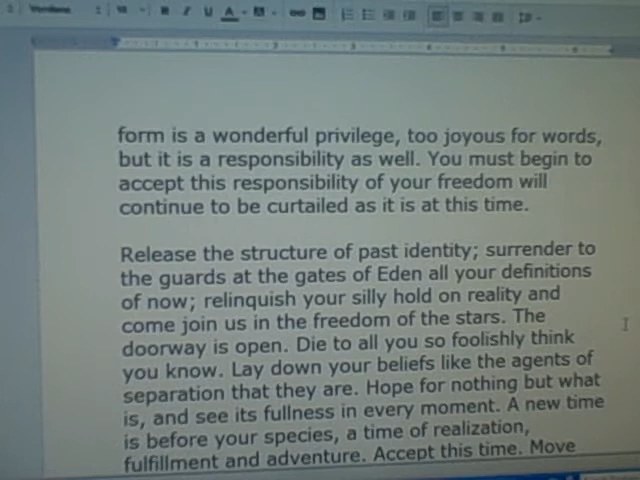 Verdana
form is a wonderful privilege, too joyous for words,
but it is a responsibility as well. You must begin to
accept this responsibility of your freedom will
continue to be curtailed as it is at this time.
Release the structure of past identity; surrender to
the guards at the gates of Eden all your definitions
of now; relinquish your silly hold on reality and
come join us in the freedom of the stars. The
doorway is open. Die to all you so foolishly think
you know. Lay down your beliefs like the agents of
separation that they are. Hope for nothing but what
is, and see its fullness in every moment. A new time
is before your species, a time of realization,
fulfillment and adventure. Accept this time. Move